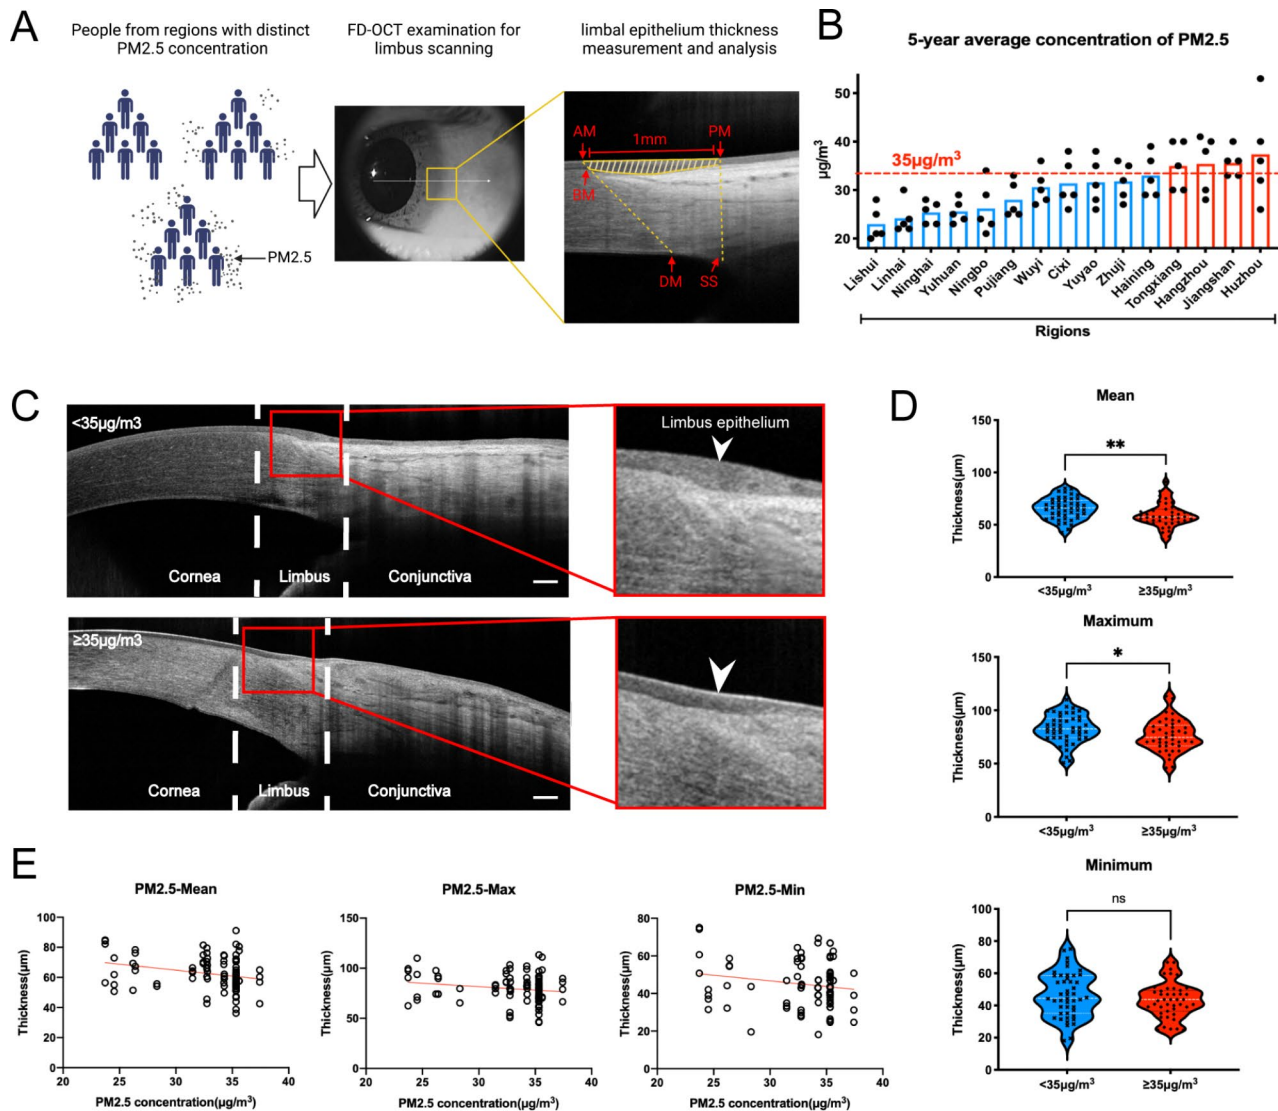 A
People from regions with distinct
PM2.5 concentration
PM2.5
FD-OCT examination for
limbus scanning
limbal epithelium thickness
measurement and analysis
AM
1mm
PM
BM
DM
SS
B
5-year average concentration of PM2.5
µg/m³
50
40
30
20
35µg/m³
Lishui
Linhai
Ninghai
Yuhuan
Ningbo
Pujiang
Wuyi
Cixi
Yuyao
Zhuji
Haining
Tongxiang
Hangzhou
Jiangshan
Huzhou
Rigions
C
<35µg/m3
Cornea
Limbus
Conjunctiva
Limbus epithelium
≥35µg/m3
Cornea
Limbus
Conjunctiva
D
Mean
Thickness(µm)
150
100
50
0
**
<35µg/m³
≥35µg/m³
Maximum
Thickness(µm)
150
100
50
0
*
<35µg/m³
≥35µg/m³
Minimum
Thickness(µm)
100
80
60
40
20
0
ns
<35µg/m³
≥35µg/m³
E
PM2.5-Mean
Thickness(µm)
100
80
60
40
20
0
20
25
30
35
40
PM2.5 concentration(µg/m³)
PM2.5-Max
Thickness(µm)
150
100
50
0
20
25
30
35
40
PM2.5 concentration(µg/m³)
PM2.5-Min
Thickness(µm)
80
60
40
20
0
20
25
30
35
40
PM2.5 concentration(µg/m³)